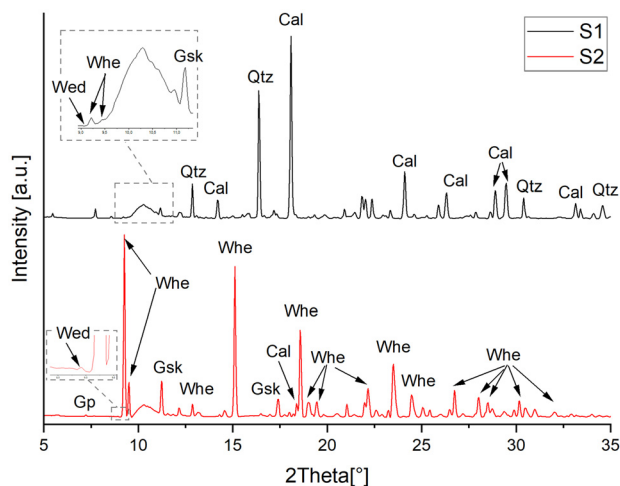 S1
S2
Cal
Gsk
Whe
Wed
Qtz
Qtz
Cal
Cal
Cal
Cal
Qtz
Cal
Qtz
Intensity [a.u.]
Whe
Whe
Wed
Whe
Whe
Whe
Whe
Gsk
Cal
Whe
Whe
Gp
Gsk
5 10 15 20 25 30 35
2Theta[°]